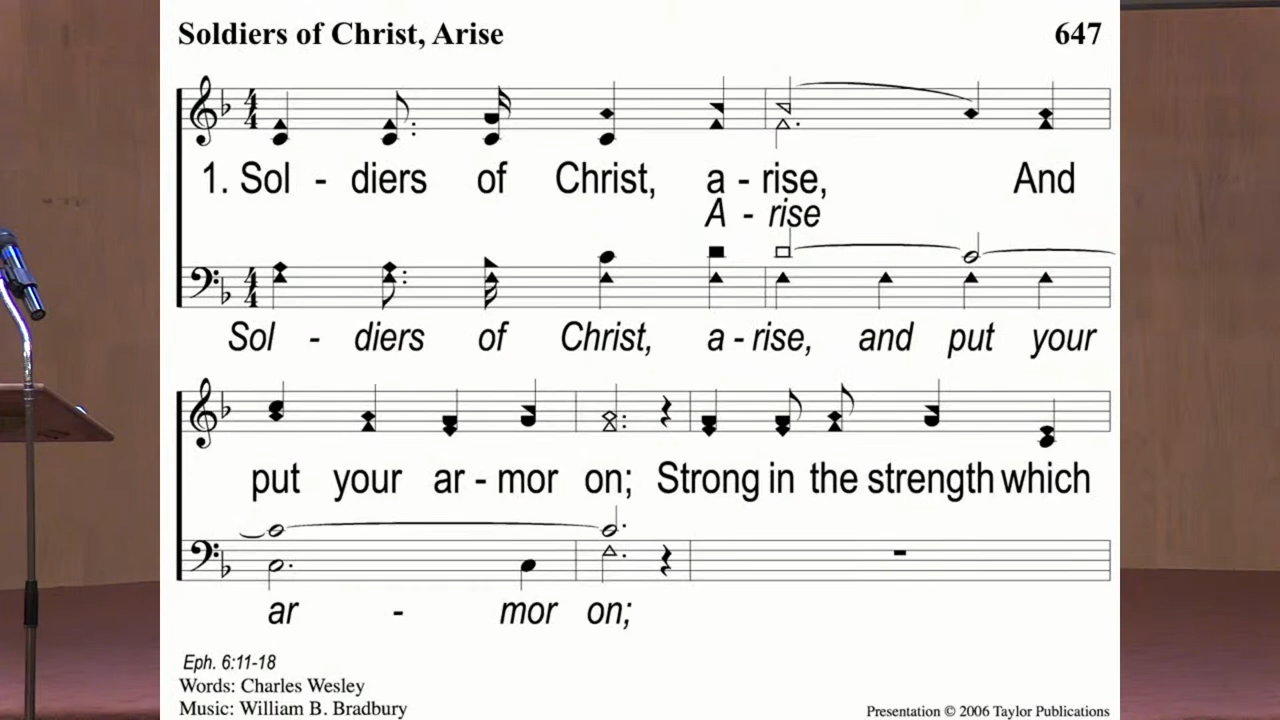 Soldiers of Christ, Arise 647
1. Sol - diers of Christ, a - rise, And
A - rise
Sol - diers of Christ, a - rise, and put your
put your ar - mor on; Strong in the strength which
ar - mor on;
Eph. 6:11-18
Words: Charles Wesley
Music: William B. Bradbury
Presentation © 2006 Taylor Publications